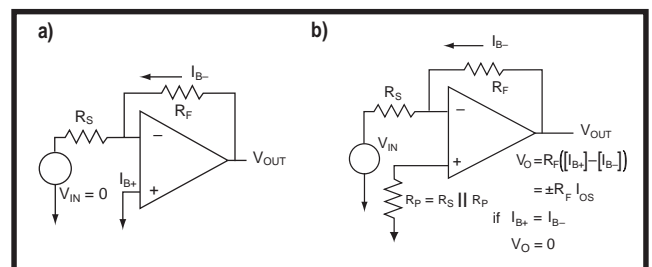 a)
I_B–
R_S
R_F
–
+
I_B+
V_IN = 0
V_OUT
b)
I_B–
R_F
R_S
V_IN
–
+
V_OUT
R_P = R_S || R_P
V_O = R_F([I_B+]–[I_B–])
= ±R_F I_OS
if I_B+ = I_B–
V_O = 0